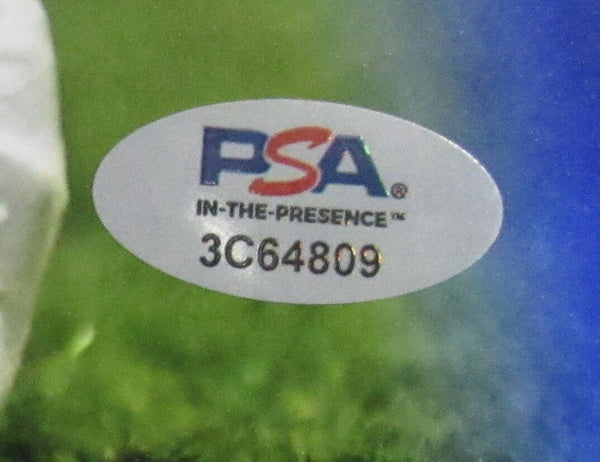 PSA®
IN-THE-PRESENCE™
3C64809